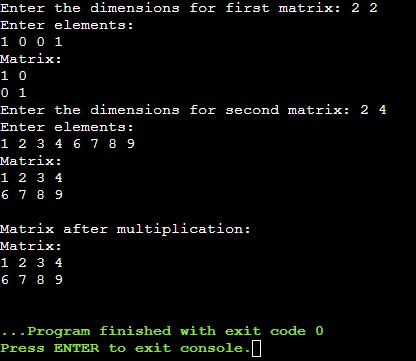 Enter the dimensions for first matrix: 2 2
Enter elements:
1 0 0 1
Matrix:
1 0
0 1
Enter the dimensions for second matrix: 2 4
Enter elements:
1 2 3 4 6 7 8 9
Matrix:
1 2 3 4
6 7 8 9
Matrix after multiplication:
Matrix:
1 2 3 4
6 7 8 9
...Program finished with exit code 0
Press ENTER to exit console.